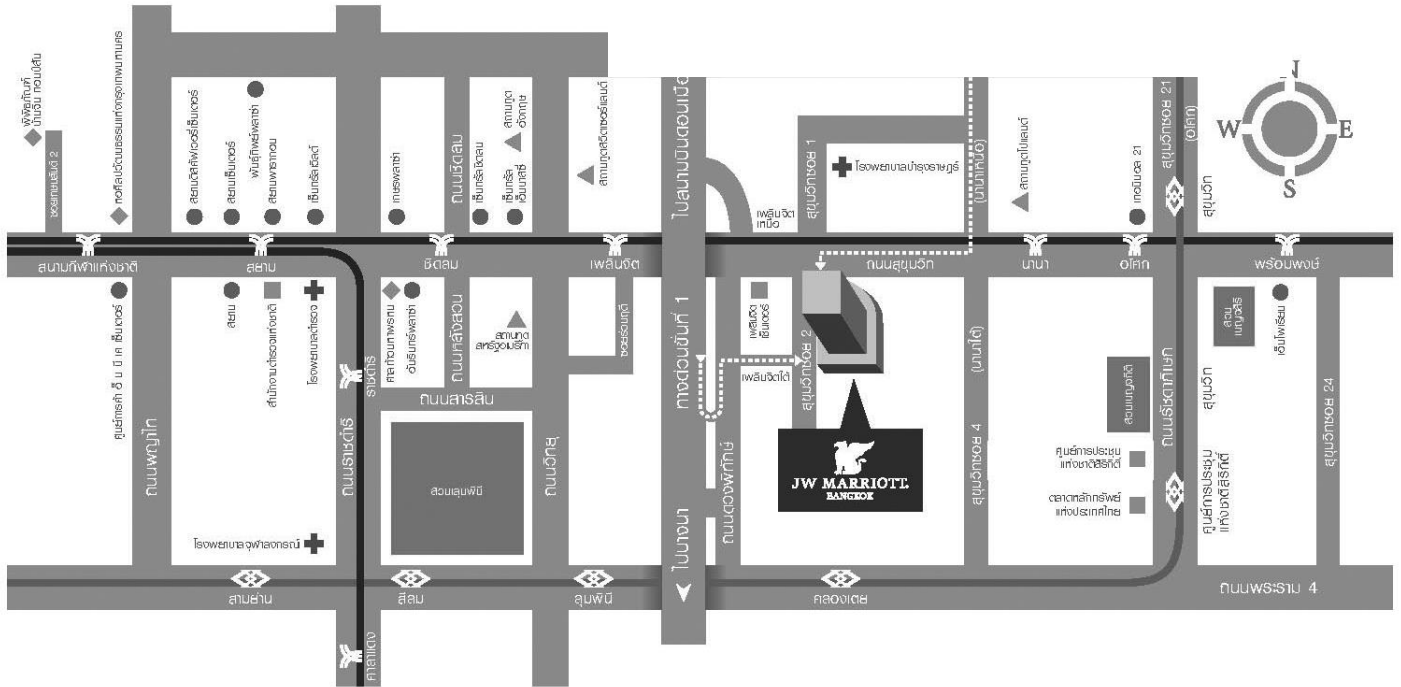 พิพิธภัณฑ์
บ้านจิม ทอมป์สัน
ซอยเกษมสันต์ 2
หอศิลปวัฒนธรรมแห่งกรุงเทพมหานคร
สยามดิสคัฟเวอร์รี่เซ็นเตอร์
สยามเซ็นเตอร์
พันธุ์ทิพย์พลาซ่า
สยามพารากอน
เซ็นทรัลเวิลด์
เกษรพลาซ่า
ถนนชิดลม
เซ็นทรัลชิดลม
เซ็นทรัล
เอ็มบาสซี
สถานทูต
อังกฤษ
สถานทูตสวิตเซอร์แลนด์
ไปสนามบินดอนเมือง
เพลินจิต
เหนือ
สุขุมวิทซอย 1
โรงพยาบาลบำรุงราษฎร์
(นานาเหนือ)
สถานทูตโปแลนด์
เทอมินอล 21
สุขุมวิทซอย 21
(อโศก)
สุขุมวิท
N
W
E
S
สนามกีฬาแห่งชาติ
สยาม
ชิดลม
เพลินจิต
ถนนสุขุมวิท
นานา
อโศก
พร้อมพงษ์
ศูนย์การค้า เอ็ม บี เค เซ็นเตอร์
ถนนพญาไท
สยาม
สำนักงานตำรวจแห่งชาติ
โรงพยาบาลตำรวจ
ถนนราชดำริ
ราชดำริ
ศาลท้าวมหาพรหม
อัมรินทร์พลาซ่า
ถนนหลังสวน
สถานทูต
สหรัฐอเมริกา
ถนนวิทยุ
ซอยร่วมฤดี
ทางด่วนขั้นที่ 1
เพลินจิต
เซ็นเตอร์
เพลินจิตใต้
สุขุมวิทซอย 2
(นานาใต้)
สุขุมวิทซอย 4
สวนเบญจกิติ
ถนนรัชดาภิเษก
สุขุมวิท
สวน
เบญจสิริ
เอ็มโพเรียม
สุขุมวิทซอย 24
ถนนสารสิน
สวนลุมพินี
ถนนดวงพิทักษ์
JW MARRIOTT.
BANGKOK
ศูนย์การประชุม
แห่งชาติสิริกิติ์
ตลาดหลักทรัพย์
แห่งประเทศไทย
ศูนย์การประชุม
แห่งชาติสิริกิติ์
โรงพยาบาลจุฬาลงกรณ์
ไปบางนา
สามย่าน
สีลม
ลุมพินี
คลองเตย
ถนนพระราม 4
ศาลาแดง